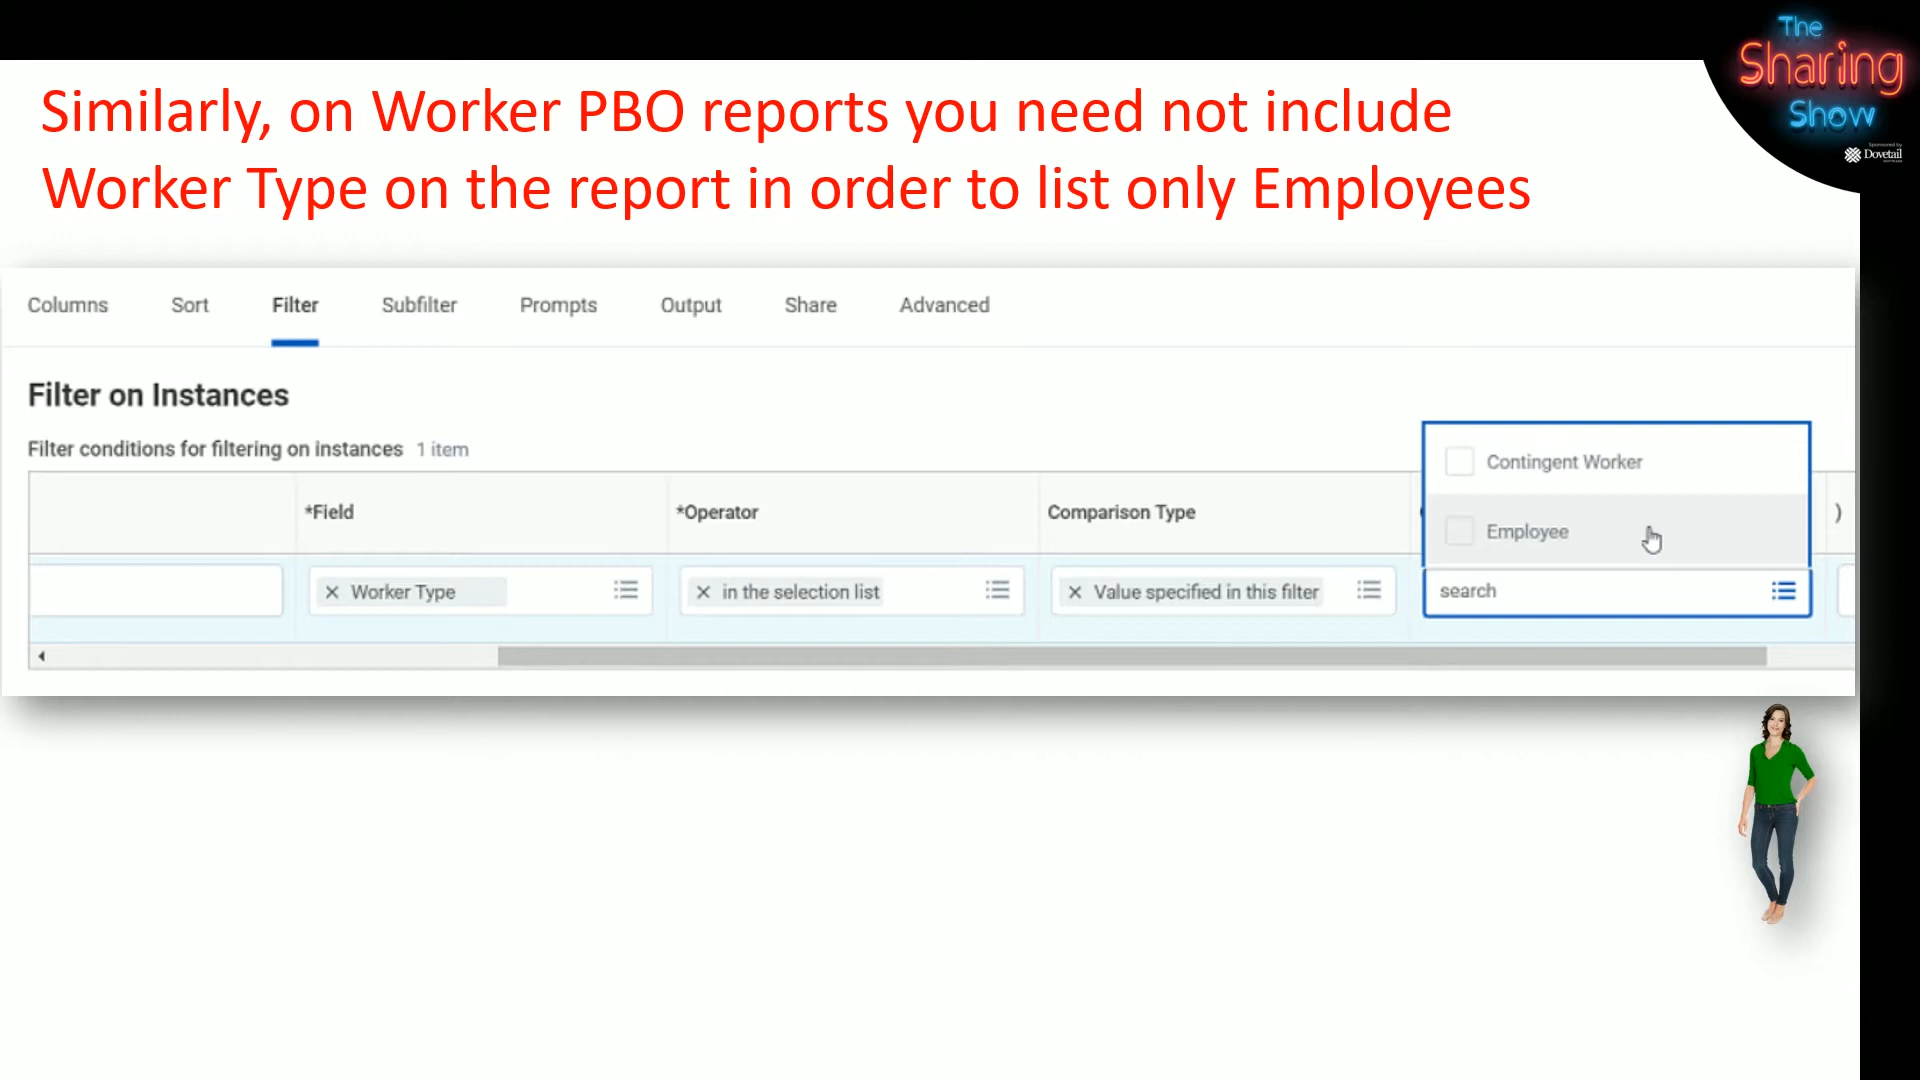 The
Sharing
Show
Sponsored by
Dovetail
Similarly, on Worker PBO reports you need not include
Worker Type on the report in order to list only Employees
Columns Sort Filter Subfilter Prompts Output Share Advanced
Filter on Instances
Filter conditions for filtering on instances 1 item
Contingent Worker
*Field *Operator Comparison Type )
Employee
× Worker Type × in the selection list × Value specified in this filter search